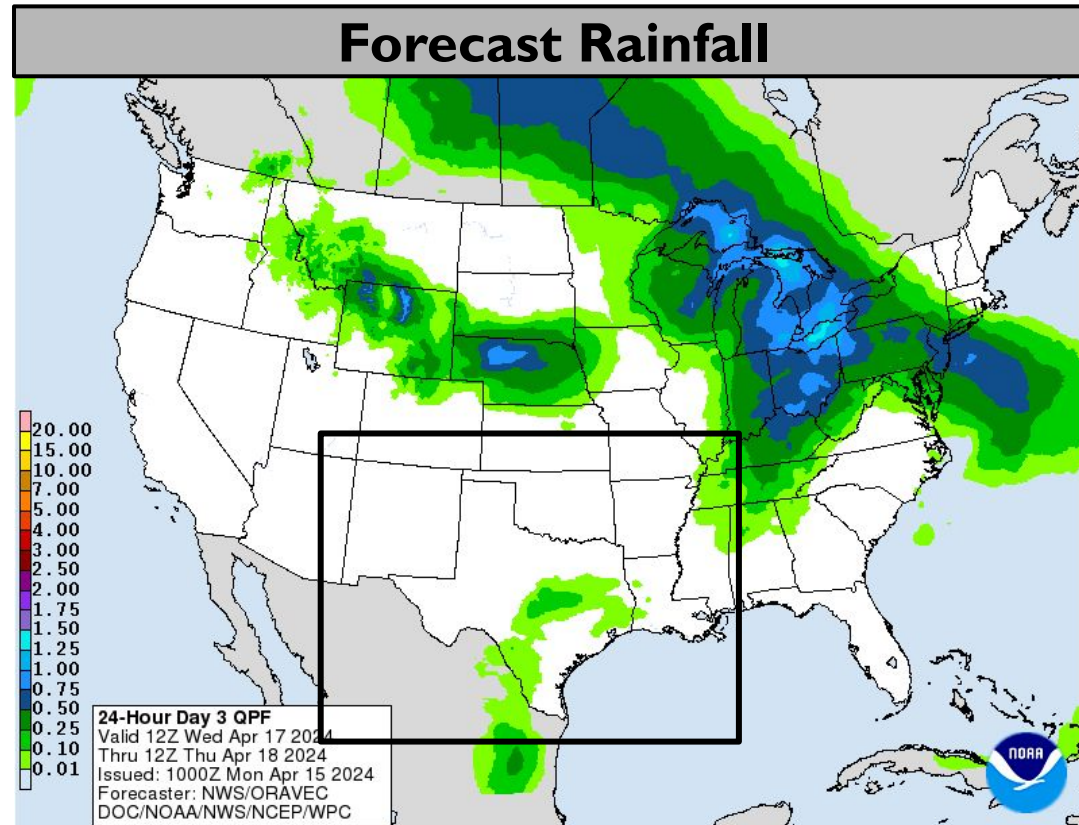 Forecast Rainfall
20.00
15.00
10.00
7.00
5.00
4.00
3.00
2.50
2.00
1.75
1.50
1.25
1.00
0.75
0.50
0.25
0.10
0.01
24-Hour Day 3 QPF
Valid 12Z Wed Apr 17 2024
Thru 12Z Thu Apr 18 2024
Issued: 1000Z Mon Apr 15 2024
Forecaster: NWS/ORAVEC
DOC/NOAA/NWS/NCEP/WPC
NOAA